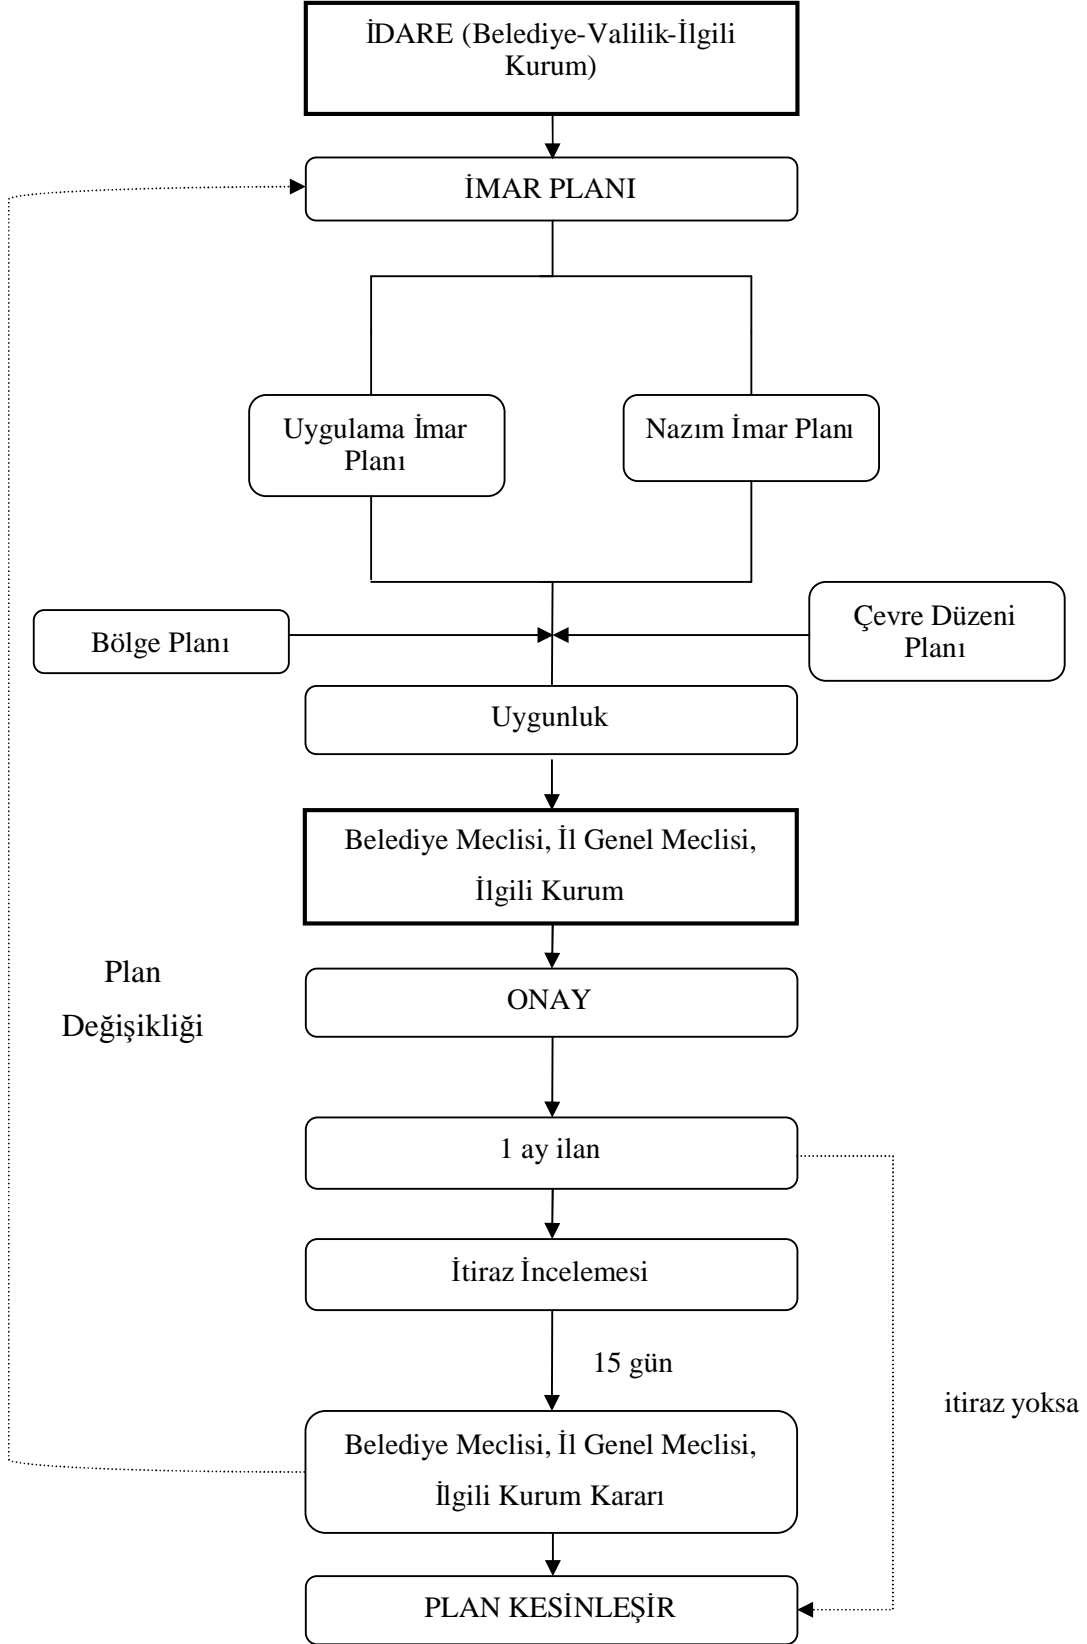 İDARE (Belediye-Valilik-İlgili
Kurum)
İMAR PLANI
Uygulama İmar
Planı
Nazım İmar Planı
Bölge Planı
Çevre Düzeni
Planı
Uygunluk
Belediye Meclisi, İl Genel Meclisi,
İlgili Kurum
Plan
Değişikliği
ONAY
1 ay ilan
İtiraz İncelemesi
15 gün
itiraz yoksa
Belediye Meclisi, İl Genel Meclisi,
İlgili Kurum Kararı
PLAN KESİNLEŞİR